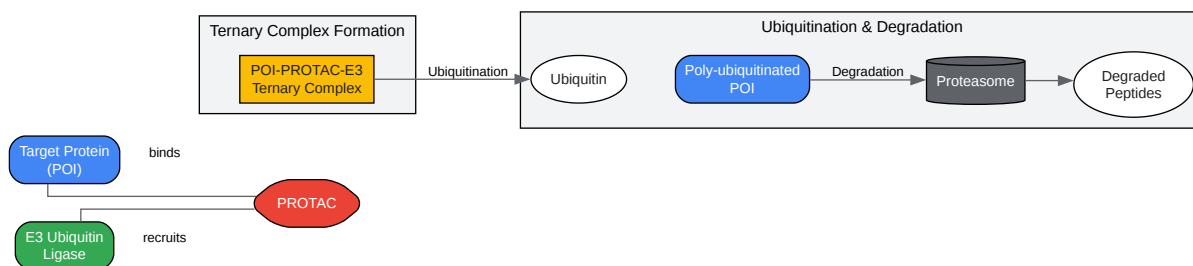 Ternary Complex Formation
POI-PROTAC-E3
Ternary Complex
Ubiquitination
Ubiquitination & Degradation
Ubiquitin
Poly-ubiquitinated
POI
Degradation
Proteasome
Degraded
Peptides
Target Protein
(POI)
binds
PROTAC
E3 Ubiquitin
Ligase
recruits